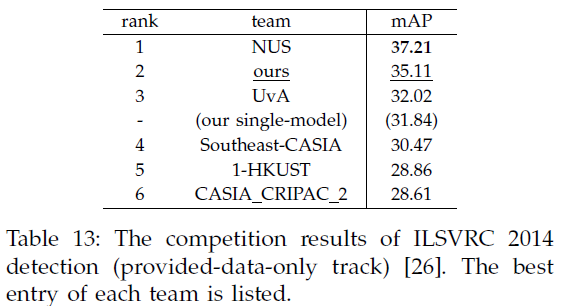 rank team mAP
1 NUS 37.21
2 ours 35.11
3 UvA 32.02
- (our single-model) (31.84)
4 Southeast-CASIA 30.47
5 1-HKUST 28.86
6 CASIA_CRIPAC_2 28.61
Table 13: The competition results of ILSVRC 2014
detection (provided-data-only track) [26]. The best
entry of each team is listed.